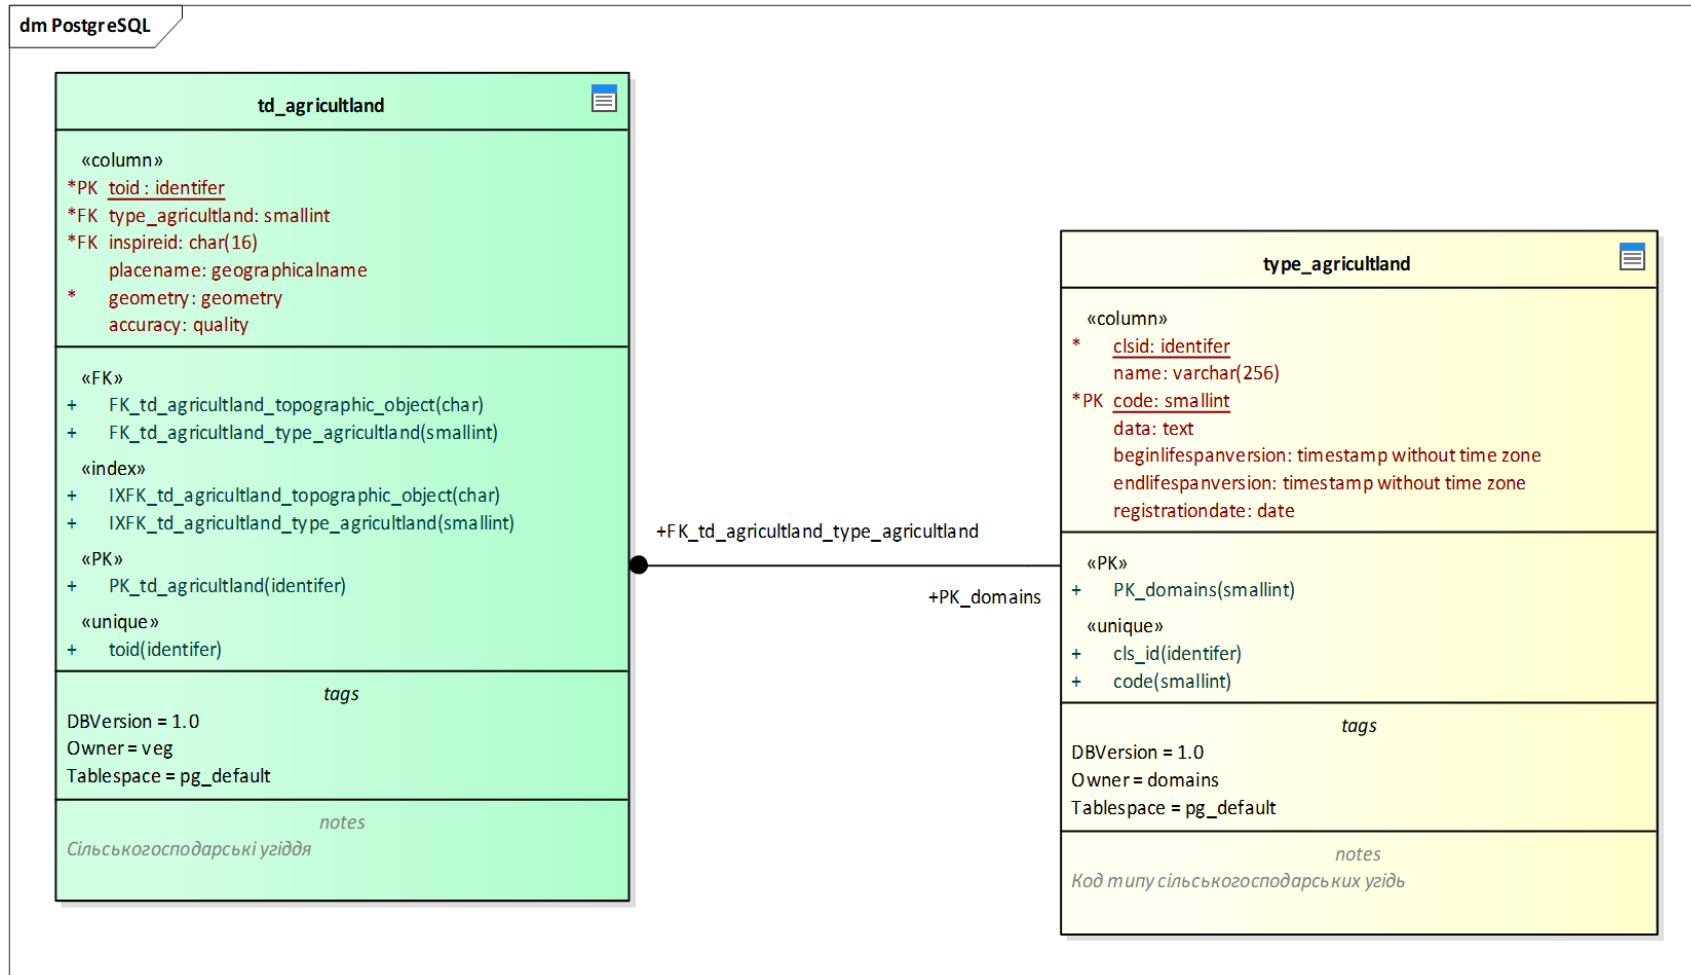 dm PostgreSQL
td_agricultland
«column»
*PK toid : identifer
*FK type_agricultland: smallint
*FK inspireid: char(16)
placename: geographicalname
* geometry: geometry
accuracy: quality
«FK»
+ FK_td_agricultland_topographic_object(char)
+ FK_td_agricultland_type_agricultland(smallint)
«index»
+ IXFK_td_agricultland_topographic_object(char)
+ IXFK_td_agricultland_type_agricultland(smallint)
«PK»
+ PK_td_agricultland(identifer)
«unique»
+ toid(identifer)
tags
DBVersion = 1.0
Owner = veg
Tablespace = pg_default
notes
Сільськогосподарські угіддя
+FK_td_agricultland_type_agricultland
+PK_domains
type_agricultland
«column»
* clsid: identifer
name: varchar(256)
*PK code: smallint
data: text
beginlifespanversion: timestamp without time zone
endlifespanversion: timestamp without time zone
registrationdate: date
«PK»
+ PK_domains(smallint)
«unique»
+ cls_id(identifer)
+ code(smallint)
tags
DBVersion = 1.0
Owner = domains
Tablespace = pg_default
notes
Код типу сільськогосподарських угідь